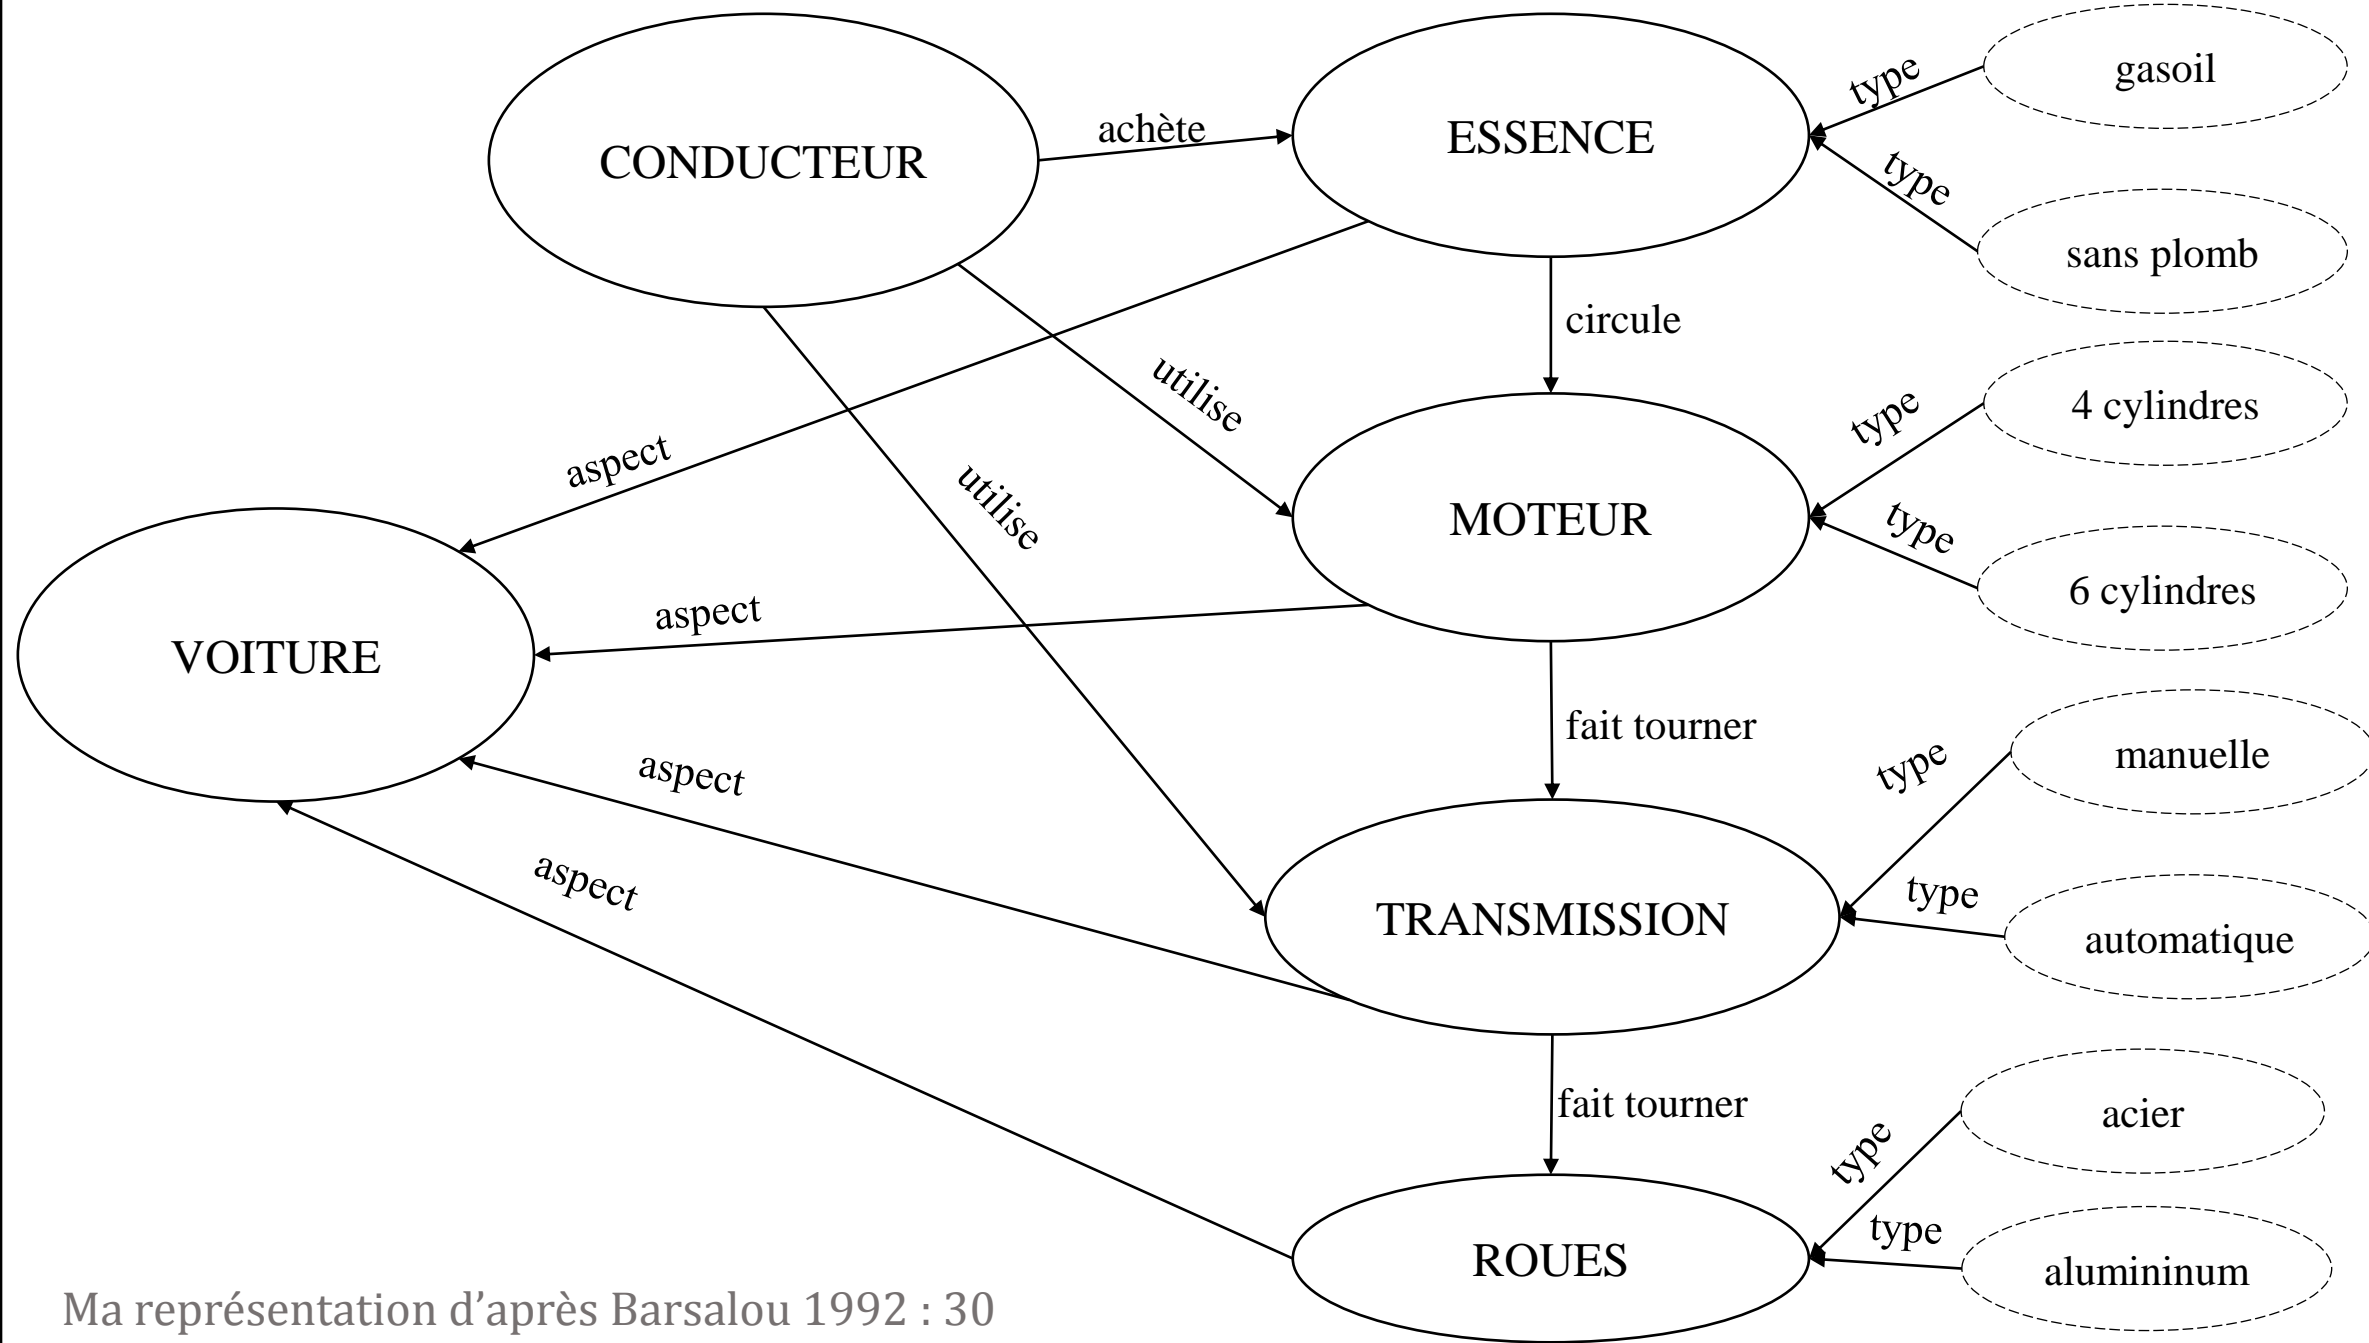 CONDUCTEUR
achète
ESSENCE
type
gasoil
type
sans plomb
circule
utilise
utilise
aspect
MOTEUR
type
4 cylindres
type
6 cylindres
VOITURE
aspect
fait tourner
aspect
aspect
TRANSMISSION
type
manuelle
type
automatique
fait tourner
ROUES
type
acier
type
alumininum
Ma représentation d’après Barsalou 1992 : 30